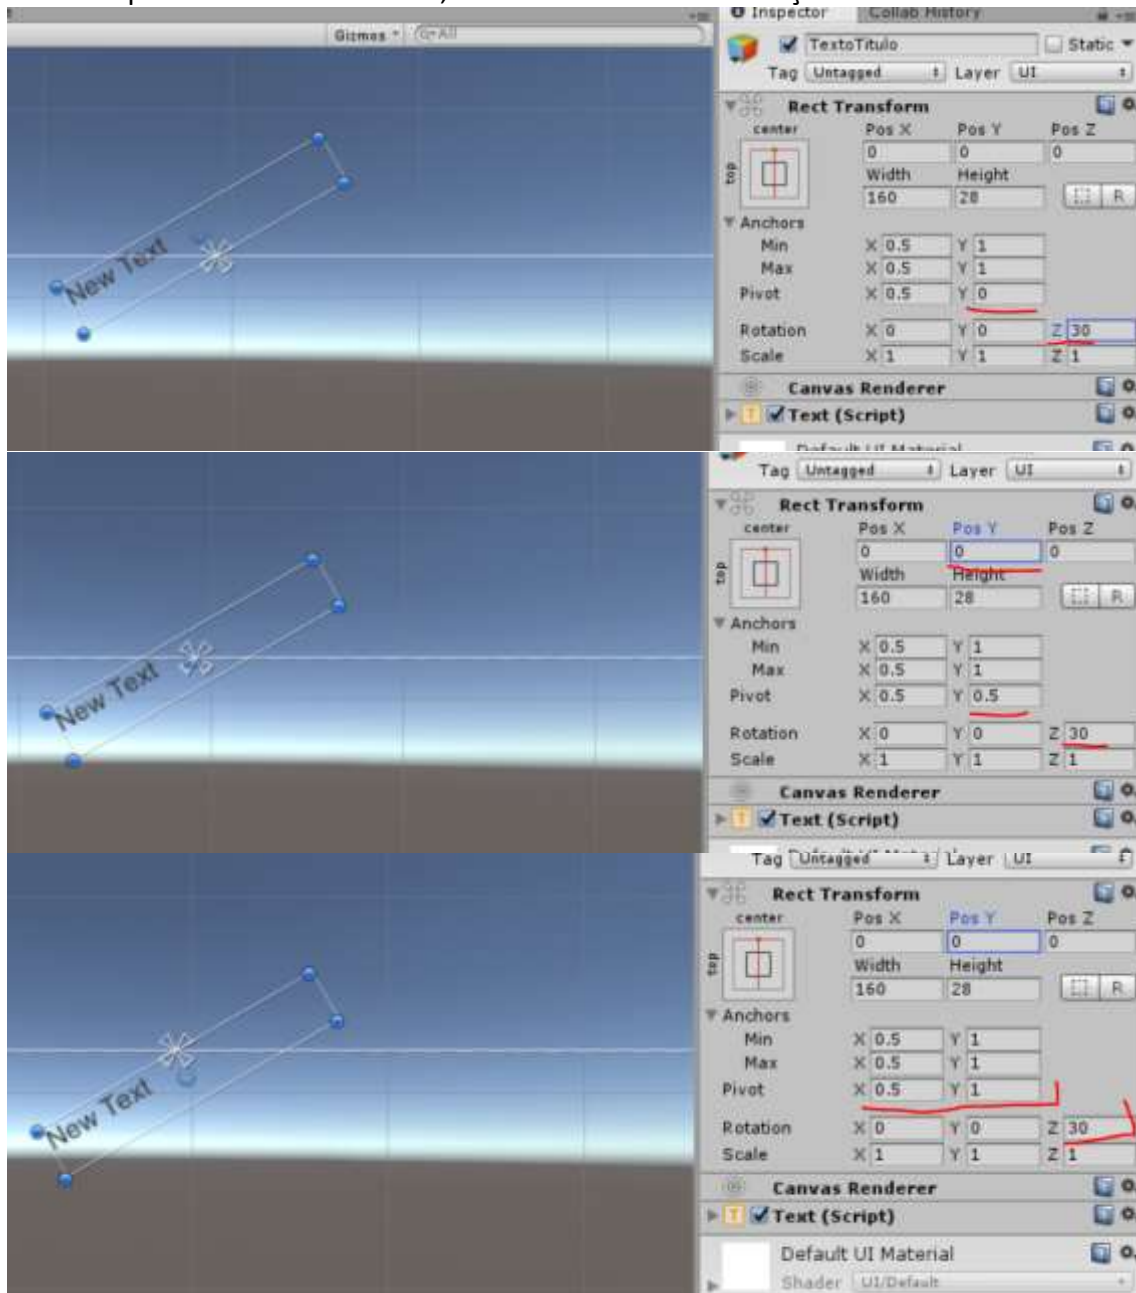 Inspector Collab History
Gizmos All
TextoTitulo Static
Tag Untagged Layer UI
Rect Transform
center Pos X Pos Y Pos Z
0 0 0
top
Width Height
160 28
R
Anchors
Min X 0.5 Y 1
Max X 0.5 Y 1
Pivot X 0.5 Y 0
Rotation X 0 Y 0 Z 30
Scale X 1 Y 1 Z 1
Canvas Renderer
Text (Script)
Default UI Material
New Text
Tag Untagged Layer UI
Rect Transform
center Pos X Pos Y Pos Z
0 0 0
top
Width Height
160 28
R
Anchors
Min X 0.5 Y 1
Max X 0.5 Y 1
Pivot X 0.5 Y 0.5
Rotation X 0 Y 0 Z 30
Scale X 1 Y 1 Z 1
Canvas Renderer
Text (Script)
New Text
Tag Untagged Layer UI
Rect Transform
center Pos X Pos Y Pos Z
0 0 0
top
Width Height
160 28
R
Anchors
Min X 0.5 Y 1
Max X 0.5 Y 1
Pivot X 0.5 Y 1
Rotation X 0 Y 0 Z 30
Scale X 1 Y 1 Z 1
Canvas Renderer
Text (Script)
Default UI Material
Shader UI/Default
New Text